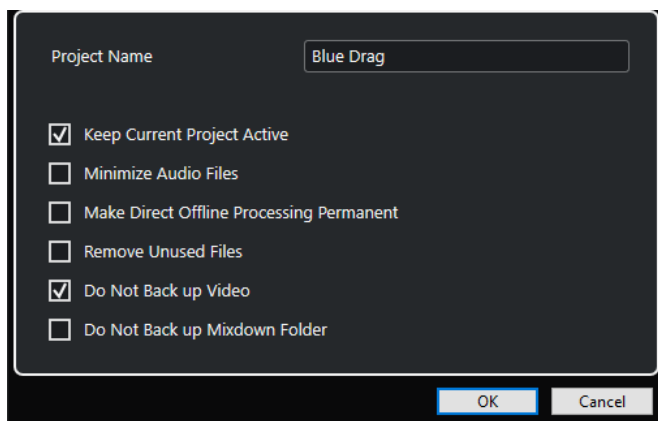 Project Name
Blue Drag
Keep Current Project Active
Minimize Audio Files
Make Direct Offline Processing Permanent
Remove Unused Files
Do Not Back up Video
Do Not Back up Mixdown Folder
OK
Cancel